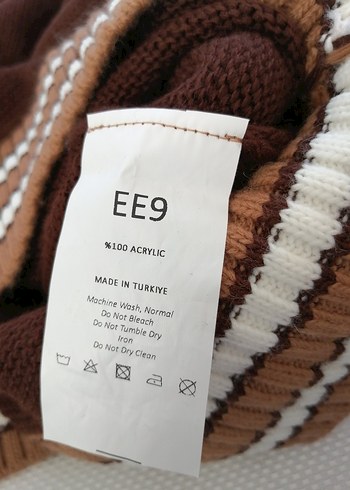 EE9
%100 ACRYLIC
MADE IN TURKIYE
Machine Wash, Normal
Do Not Bleach
Do Not Tumble Dry
Iron
Do Not Dry Clean